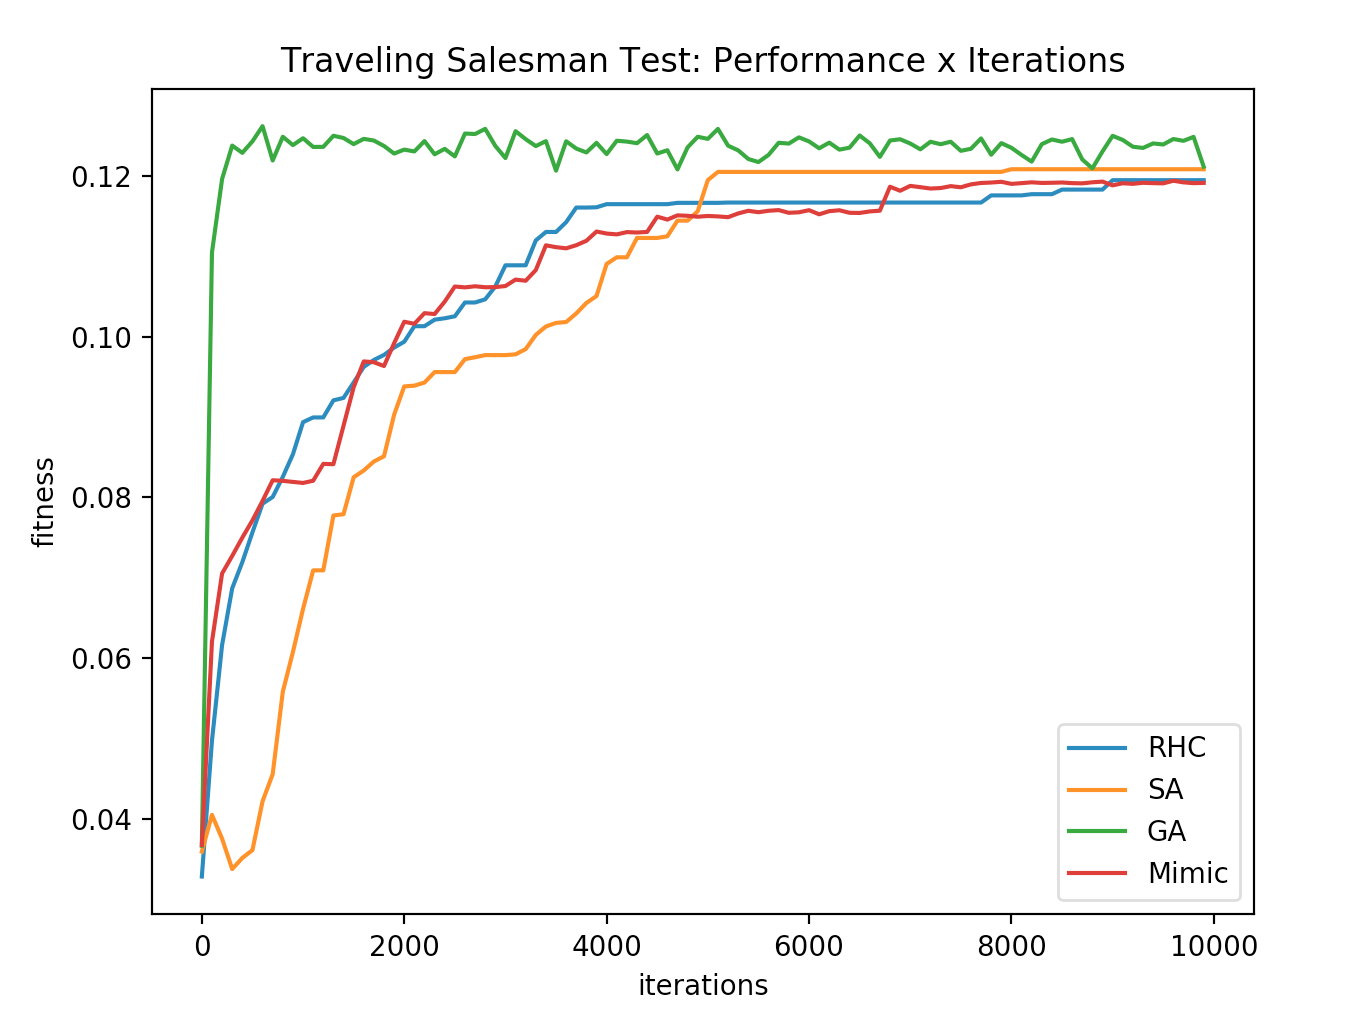 Traveling Salesman Test: Performance x Iterations
0.12
0.10
0.08
0.06
0.04
fitness
0
2000
4000
6000
8000
10000
iterations
RHC
SA
GA
Mimic